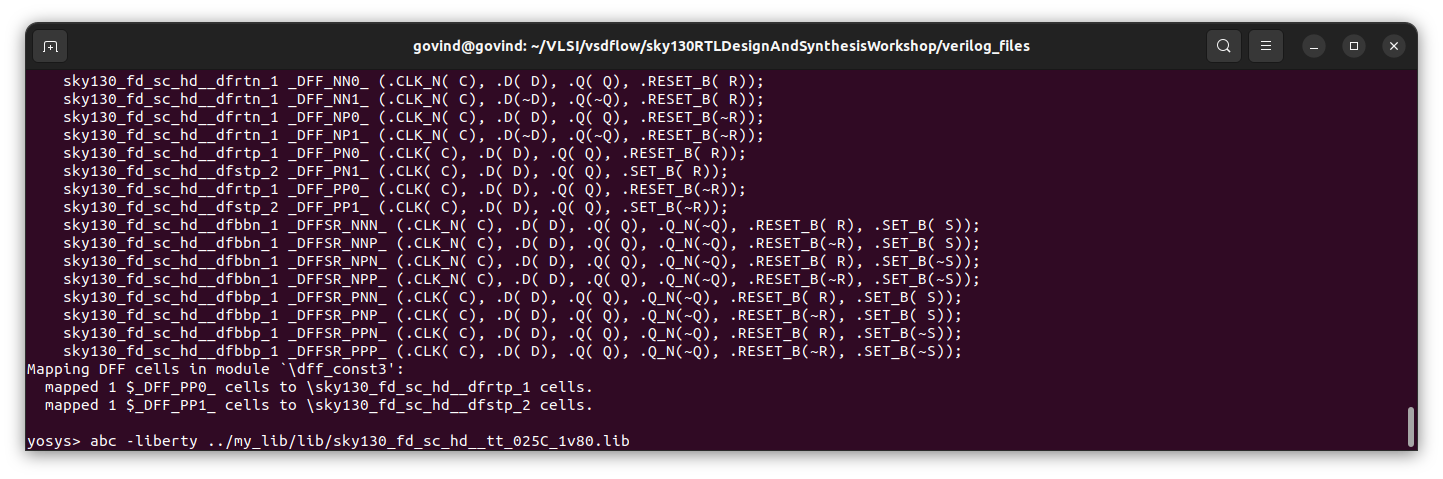 govind@govind: ~/VLSI/vsdflow/sky130RTLDesignAndSynthesisWorkshop/verilog_files
sky130_fd_sc_hd__dfrtn_1 _DFF_NN0_ (.CLK_N( C), .D( D), .Q( Q), .RESET_B( R));
sky130_fd_sc_hd__dfrtn_1 _DFF_NN1_ (.CLK_N( C), .D(~D), .Q(~Q), .RESET_B( R));
sky130_fd_sc_hd__dfrtn_1 _DFF_NP0_ (.CLK_N( C), .D( D), .Q( Q), .RESET_B(~R));
sky130_fd_sc_hd__dfrtn_1 _DFF_NP1_ (.CLK_N( C), .D(~D), .Q(~Q), .RESET_B(~R));
sky130_fd_sc_hd__dfrtp_1 _DFF_PN0_ (.CLK( C), .D( D), .Q( Q), .RESET_B( R));
sky130_fd_sc_hd__dfstp_2 _DFF_PN1_ (.CLK( C), .D( D), .Q( Q), .SET_B( R));
sky130_fd_sc_hd__dfrtp_1 _DFF_PP0_ (.CLK( C), .D( D), .Q( Q), .RESET_B(~R));
sky130_fd_sc_hd__dfstp_2 _DFF_PP1_ (.CLK( C), .D( D), .Q( Q), .SET_B(~R));
sky130_fd_sc_hd__dfbbn_1 _DFFSR_NNN_ (.CLK_N( C), .D( D), .Q( Q), .Q_N(~Q), .RESET_B( R), .SET_B( S));
sky130_fd_sc_hd__dfbbn_1 _DFFSR_NNP_ (.CLK_N( C), .D( D), .Q( Q), .Q_N(~Q), .RESET_B(~R), .SET_B( S));
sky130_fd_sc_hd__dfbbn_1 _DFFSR_NPN_ (.CLK_N( C), .D( D), .Q( Q), .Q_N(~Q), .RESET_B( R), .SET_B(~S));
sky130_fd_sc_hd__dfbbn_1 _DFFSR_NPP_ (.CLK_N( C), .D( D), .Q( Q), .Q_N(~Q), .RESET_B(~R), .SET_B(~S));
sky130_fd_sc_hd__dfbbp_1 _DFFSR_PNN_ (.CLK( C), .D( D), .Q( Q), .Q_N(~Q), .RESET_B( R), .SET_B( S));
sky130_fd_sc_hd__dfbbp_1 _DFFSR_PNP_ (.CLK( C), .D( D), .Q( Q), .Q_N(~Q), .RESET_B(~R), .SET_B( S));
sky130_fd_sc_hd__dfbbp_1 _DFFSR_PPN_ (.CLK( C), .D( D), .Q( Q), .Q_N(~Q), .RESET_B( R), .SET_B(~S));
sky130_fd_sc_hd__dfbbp_1 _DFFSR_PPP_ (.CLK( C), .D( D), .Q( Q), .Q_N(~Q), .RESET_B(~R), .SET_B(~S));
Mapping DFF cells in module `\dff_const3':
mapped 1 $_DFF_PP0_ cells to \sky130_fd_sc_hd__dfrtp_1 cells.
mapped 1 $_DFF_PP1_ cells to \sky130_fd_sc_hd__dfstp_2 cells.
yosys> abc -liberty ../my_lib/lib/sky130_fd_sc_hd__tt_025C_1v80.lib